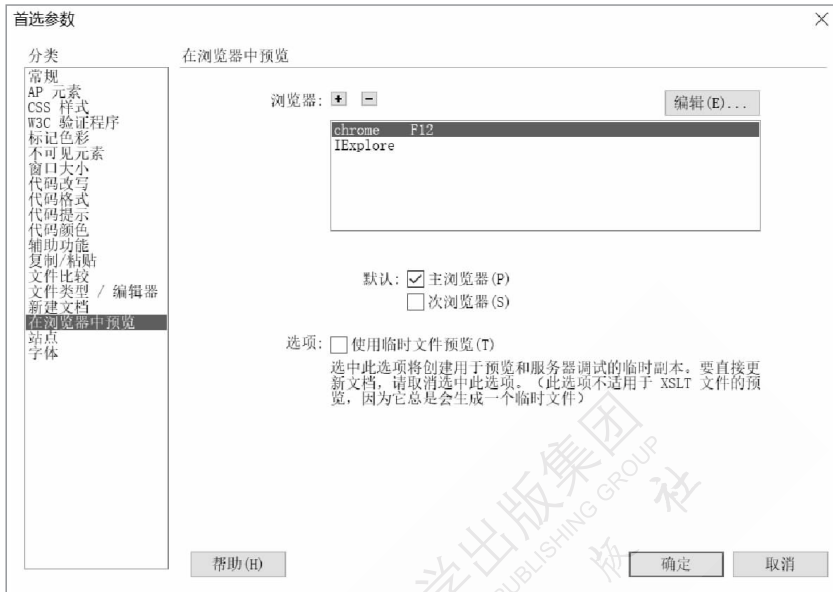 首选参数
分类
常规
AP 元素
CSS 样式
W3C 验证程序
标记色彩
不可见元素
窗口大小
代码改写
代码格式
代码提示
代码颜色
辅助功能
复制/粘贴
文件比较
文件类型 / 编辑器
新建文档
在浏览器中预览
站点
字体
在浏览器中预览
浏览器:
编辑(E)...
chrome F12
IExplore
默认: 主浏览器(P)
次浏览器(S)
选项: 使用临时文件预览(T)
选中此选项将创建用于预览和服务器调试的临时副本。要直接更
新文档，请取消选中此选项。（此选项不适用于 XSLT 文件的预
览，因为它总是会生成一个临时文件）
帮助(H)
确定
取消
学出版集团
PUBLISHING GROUP
版社